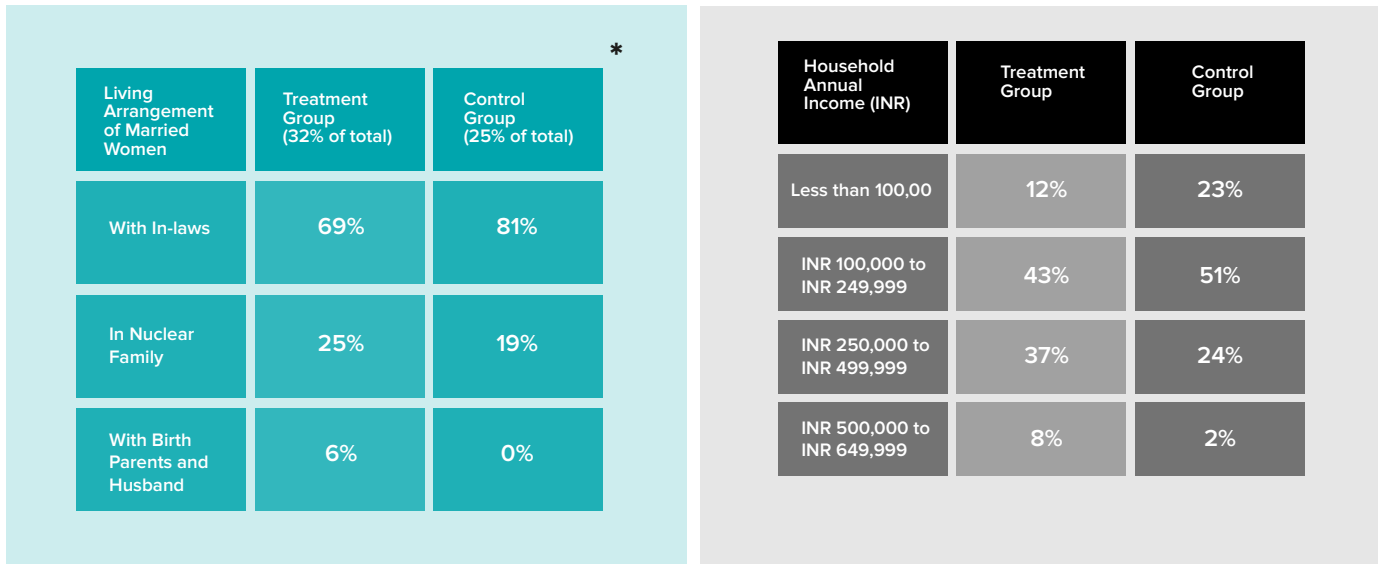 *
Living
Arrangement
of Married
Women
Treatment
Group
(32% of total)
Control
Group
(25% of total)
With In-laws
69%
81%
In Nuclear
Family
25%
19%
With Birth
Parents and
Husband
6%
0%
Household
Annual
Income (INR)
Treatment
Group
Control
Group
Less than 100,00
12%
23%
INR 100,000 to
INR 249,999
43%
51%
INR 250,000 to
INR 499,999
37%
24%
INR 500,000 to
INR 649,999
8%
2%